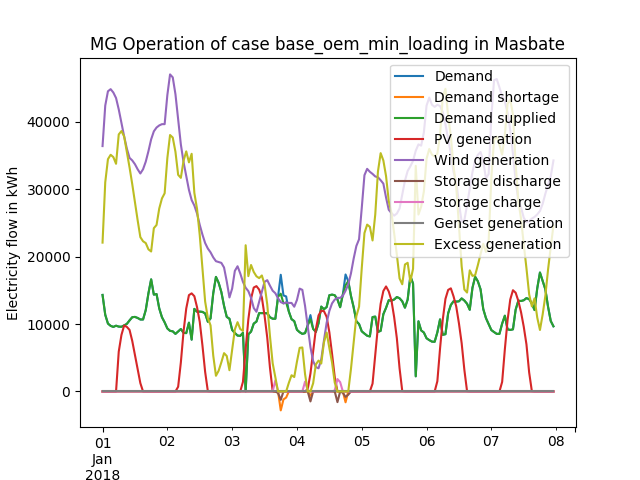 MG Operation of case base_oem_min_loading in Masbate
Demand
Demand shortage
Demand supplied
PV generation
Wind generation
Storage discharge
Storage charge
Genset generation
Excess generation
Electricity flow in kWh
40000
30000
20000
10000
0
01 02 03 04 05 06 07 08
Jan
2018